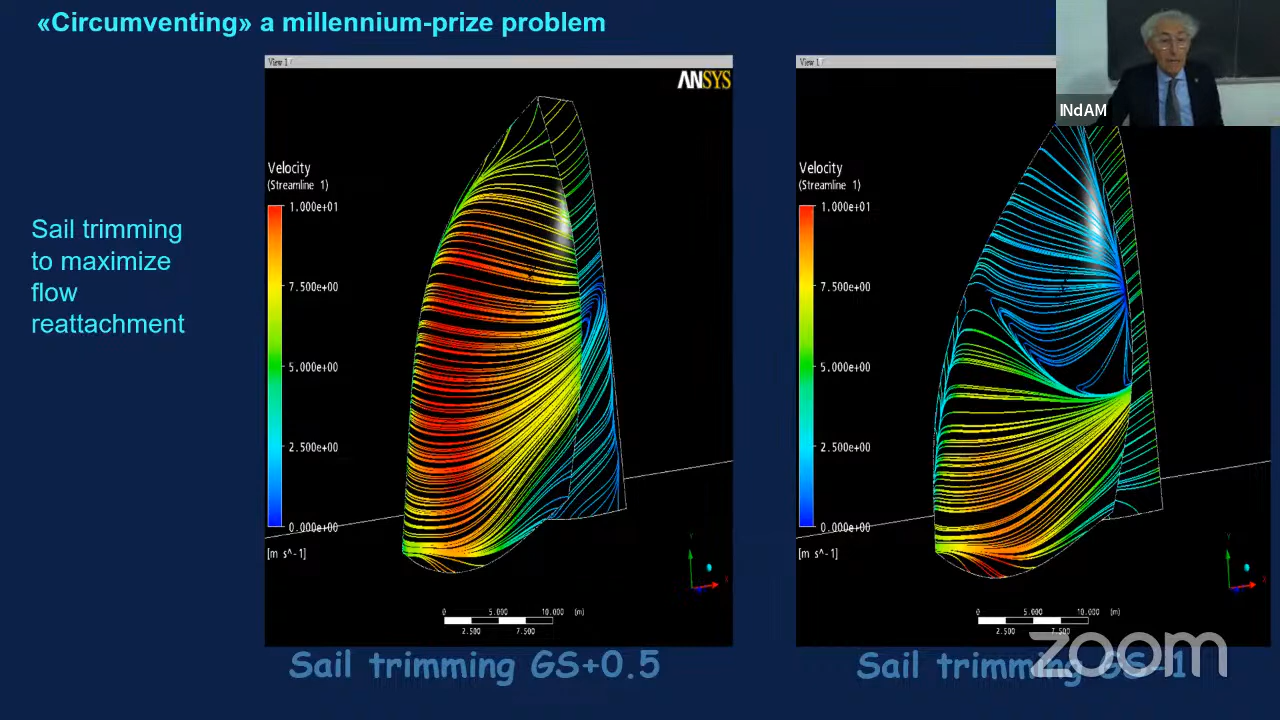 «Circumventing» a millennium-prize problem
Sail trimming
to maximize
flow
reattachment
View 1
ANSYS
Velocity
(Streamline 1)
1.000e+01
7.500e+00
5.000e+00
2.500e+00
0.000e+00
[m s^-1]
Y
X
0 5.000 10.000 (m)
2.500 7.500
Sail trimming GS+0.5
View 1
Velocity
(Streamline 1)
1.000e+01
7.500e+00
5.000e+00
2.500e+00
0.000e+00
[m s^-1]
Y
X
0 5.000 10.000 (m)
2.500 7.500
Sail trimming GS-1
INdAM
zoom